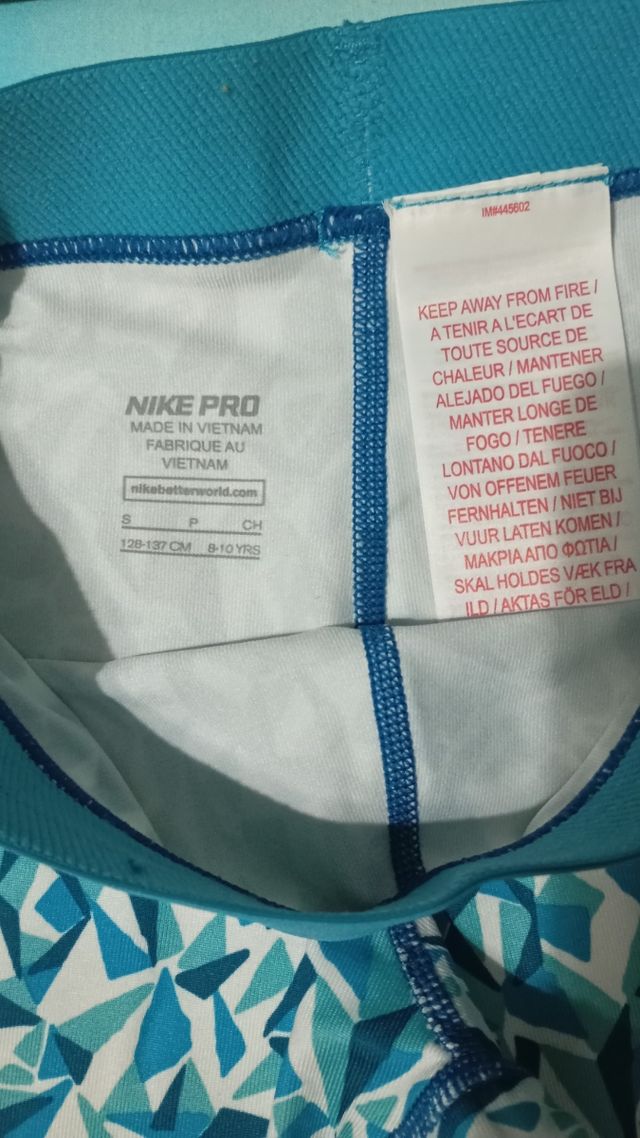 IM#445602
KEEP AWAY FROM FIRE /
A TENIR A L'ECART DE
TOUTE SOURCE DE
CHALEUR / MANTENER
ALEJADO DEL FUEGO /
MANTER LONGE DE
FOGO / TENERE
LONTANO DAL FUOCO /
VON OFFENEM FEUER
FERNHALTEN / NIET BIJ
VUUR LATEN KOMEN /
ΜΑΚΡΙΑ ΑΠΟ ΦΩΤΙΑ /
SKAL HOLDES VÆK FRA
ILD / AKTAS FÖR ELD /
NIKE PRO
MADE IN VIETNAM
FABRIQUE AU
VIETNAM
nikebetterworld.com
S P CH
128-137 CM 8-10 YRS